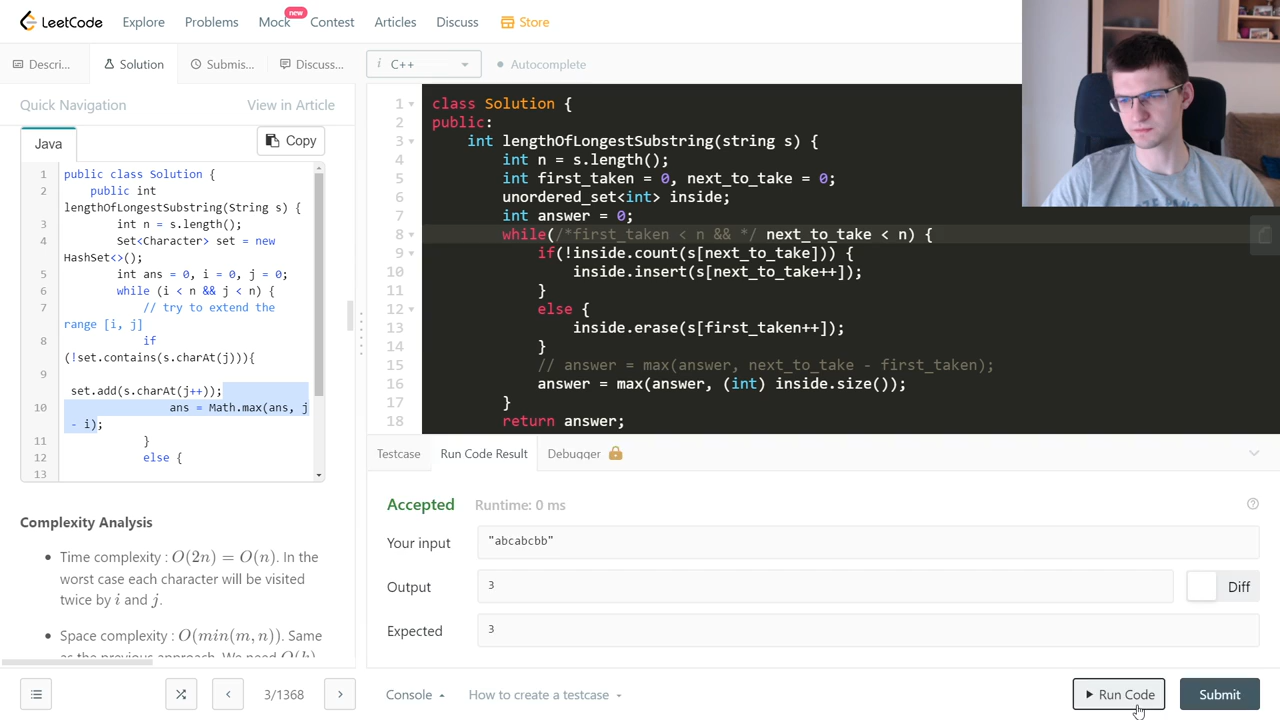 LeetCode
Explore
Problems
Mock
new
Contest
Articles
Discuss
Store
Descri...
Solution
Submis...
Discuss...
i C++
Autocomplete
Quick Navigation
View in Article
Java
Copy
1 public class Solution {
2 public int
lengthOfLongestSubstring(String s) {
3 int n = s.length();
4 Set<Character> set = new
HashSet<>();
5 int ans = 0, i = 0, j = 0;
6 while (i < n && j < n) {
7 // try to extend the
range [i, j]
8 if
(!set.contains(s.charAt(j))){
9
set.add(s.charAt(j++));
10 ans = Math.max(ans, j
- i);
11 }
12 else {
13
Complexity Analysis
• Time complexity : O(2n) = O(n). In the
worst case each character will be visited
twice by i and j.
• Space complexity : O(min(m, n)). Same
as the previous approach. We need O(k)
1 class Solution {
2 public:
3 int lengthOfLongestSubstring(string s) {
4 int n = s.length();
5 int first_taken = 0, next_to_take = 0;
6 unordered_set<int> inside;
7 int answer = 0;
8 while(/*first_taken < n && */ next_to_take < n) {
9 if(!inside.count(s[next_to_take])) {
10 inside.insert(s[next_to_take++]);
11 }
12 else {
13 inside.erase(s[first_taken++]);
14 }
15 // answer = max(answer, next_to_take - first_taken);
16 answer = max(answer, (int) inside.size());
17 }
18 return answer;
Testcase
Run Code Result
Debugger
Accepted
Runtime: 0 ms
Your input
"abcabcbb"
Output
3
Diff
Expected
3
3/1368
Console
How to create a testcase
Run Code
Submit